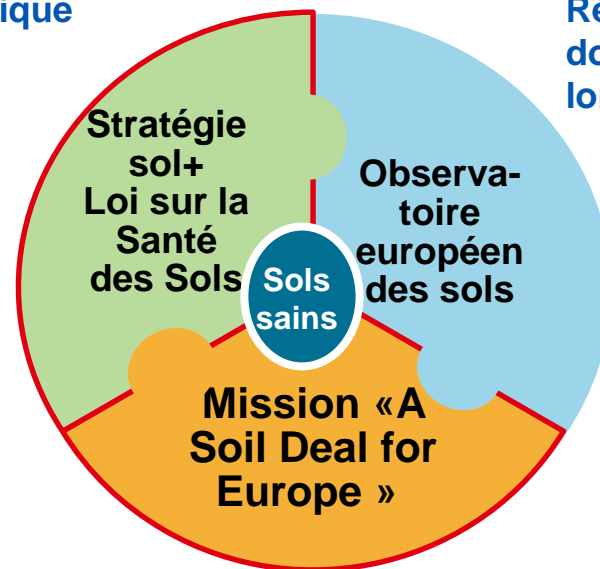 Stratégie
sol+
Loi sur la
Santé
des Sols
Observa-
toire
européen
des sols
Sols
sains
Mission «A
Soil Deal for
Europe »